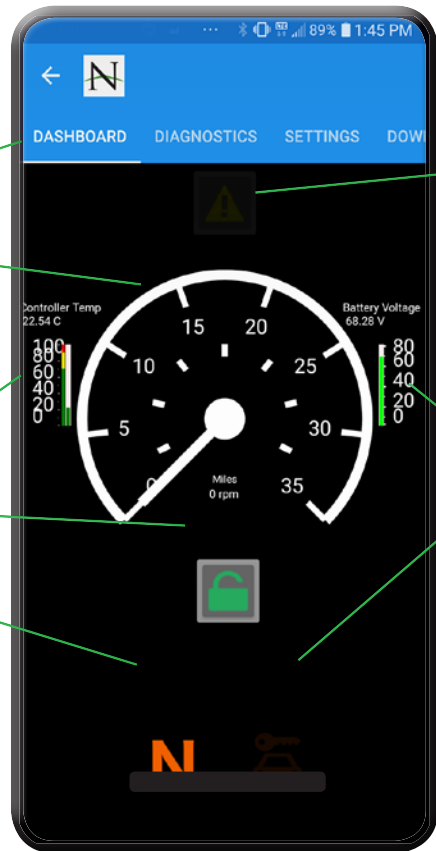 89% 1:45 PM
N
DASHBOARD DIAGNOSTICS SETTINGS DOW
Controller Temp
22.54 C
Battery Voltage
68.28 V
100
80
60
40
20
0
80
60
40
20
0
0
5
10
15
20
25
30
35
Miles
0 rpm
N